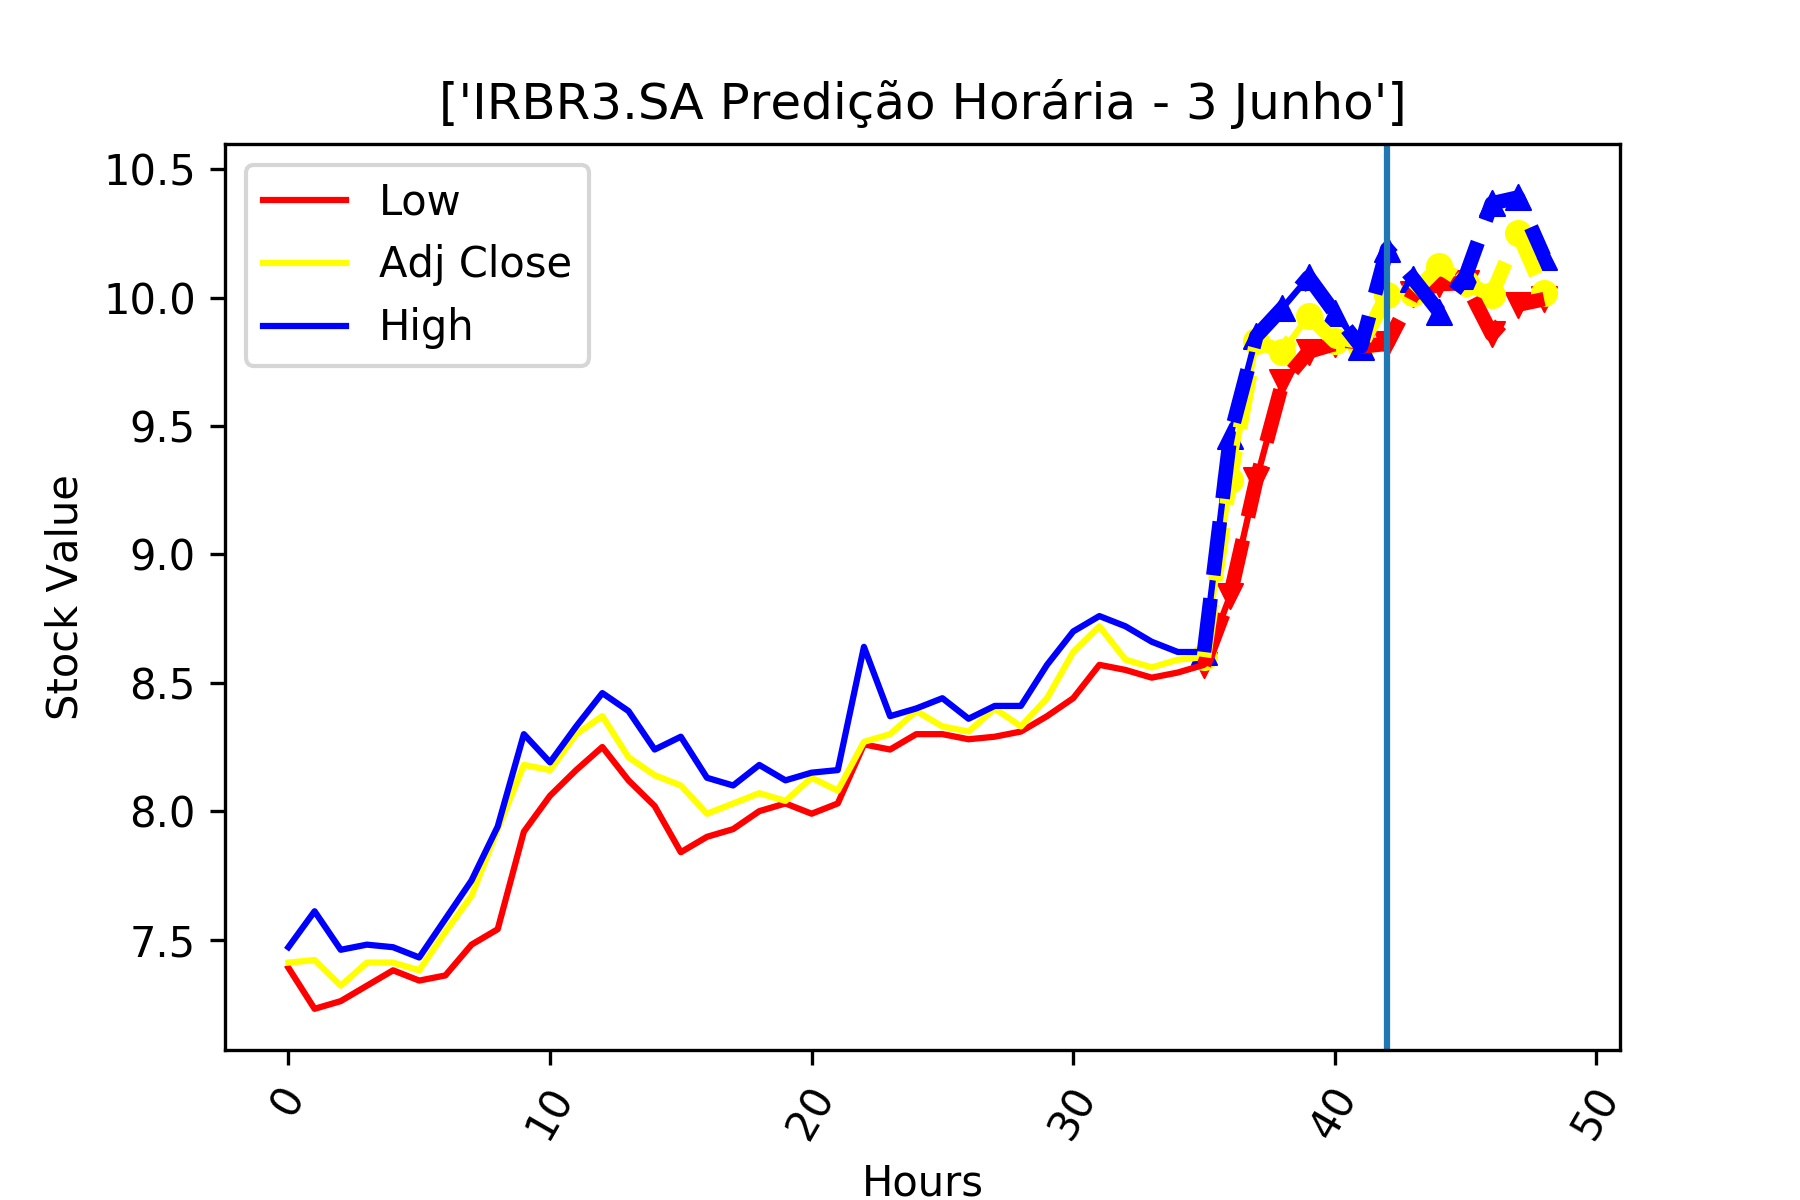 ['IRBR3.SA Predição Horária - 3 Junho']
Low
Adj Close
High
10.5
10.0
9.5
9.0
8.5
8.0
7.5
Stock Value
0
10
20
30
40
50
Hours